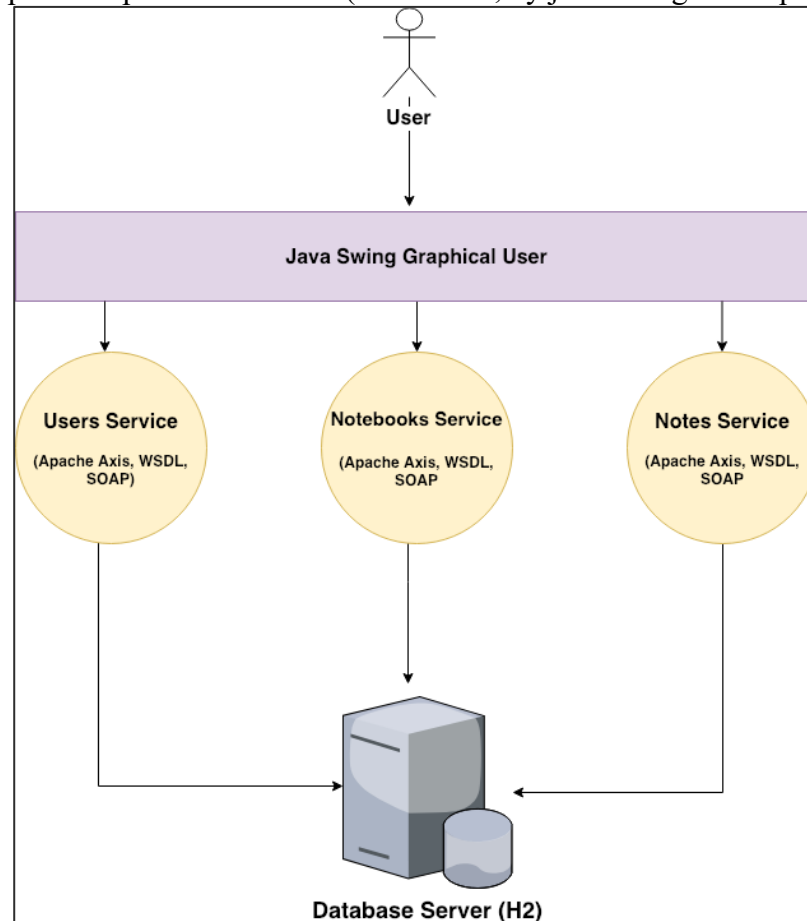 User
Java Swing Graphical User
Users Service
(Apache Axis, WSDL,
SOAP)
Notebooks Service
(Apache Axis, WSDL,
SOAP
Notes Service
(Apache Axis, WSDL,
SOAP
Database Server (H2)